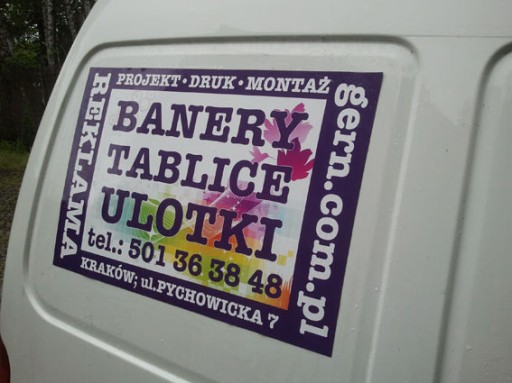 PROJEKT • DRUK • MONTAŻ
REKLAMA
BANERY
TABLICE
ULOTKI
tel.: 501 36 38 48
KRAKÓW; ul.PYCHOWICKA 7
gern.com.pl